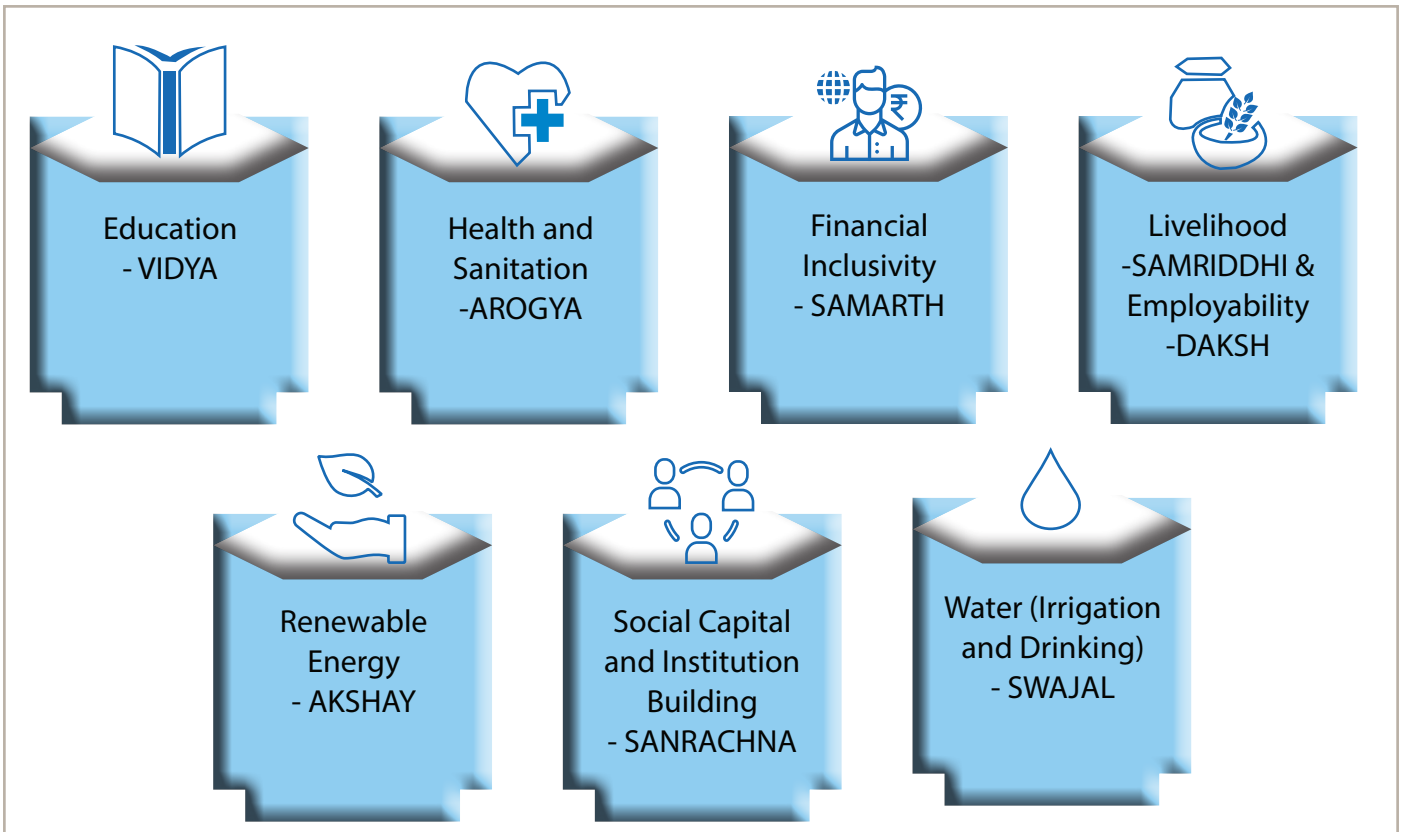 Education
- VIDYA
Health and
Sanitation
-AROGYA
Financial
Inclusivity
- SAMARTH
Livelihood
-SAMRIDDHI &
Employability
-DAKSH
Renewable
Energy
- AKSHAY
Social Capital
and Institution
Building
- SANRACHNA
Water (Irrigation
and Drinking)
- SWAJAL